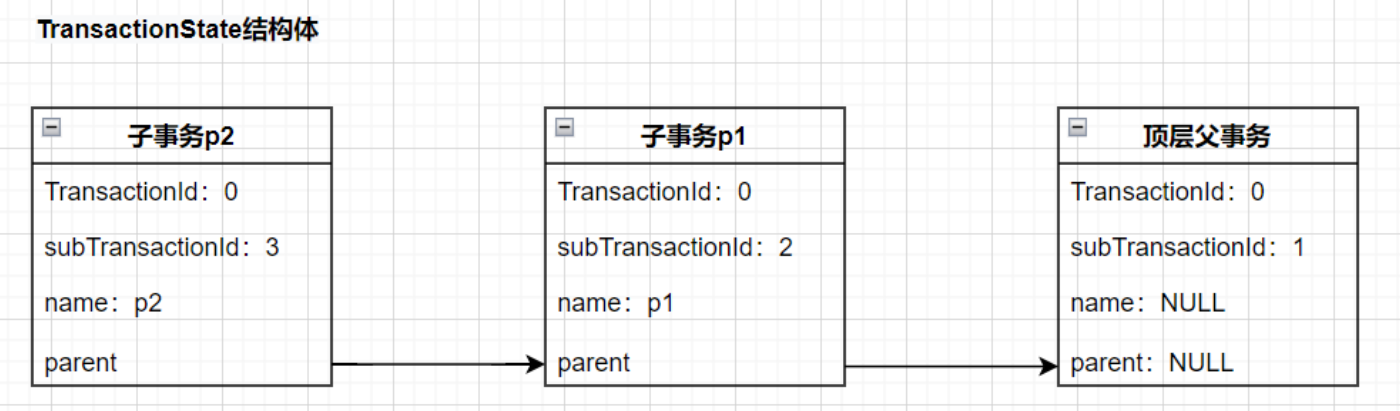 TransactionState结构体
子事务p2
TransactionId：0
subTransactionId：3
name：p2
parent
子事务p1
TransactionId：0
subTransactionId：2
name：p1
parent
顶层父事务
TransactionId：0
subTransactionId：1
name：NULL
parent：NULL